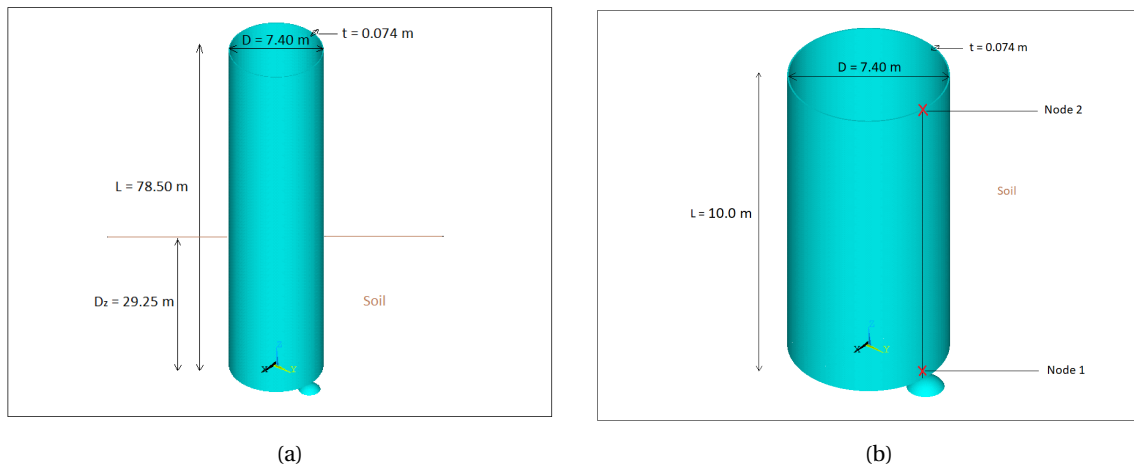 t = 0.074 m
D = 7.40 m
L = 78.50 m
Dz = 29.25 m
Soil
Z
X
Y
(a)
t = 0.074 m
D = 7.40 m
Node 2
Soil
L = 10.0 m
Z
X
Y
Node 1
(b)